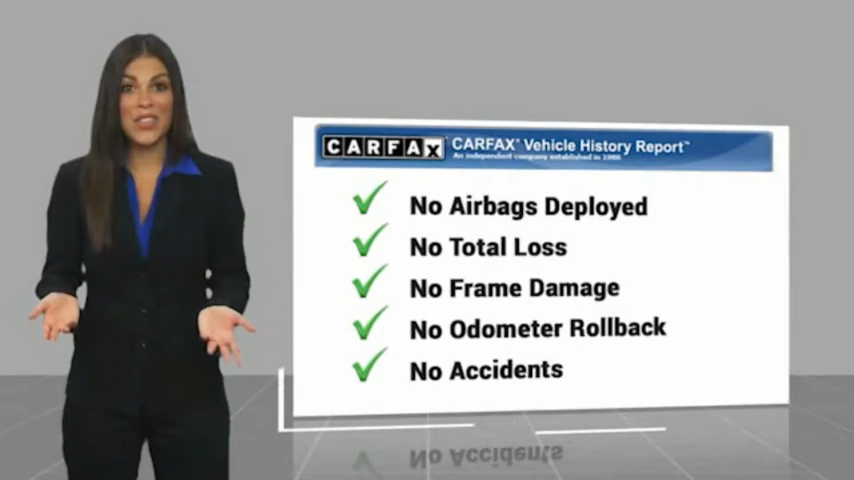 CARFAX CARFAX® Vehicle History Report™
An independent company established in 1986
No Airbags Deployed
No Total Loss
No Frame Damage
No Odometer Rollback
No Accidents
No Accidents